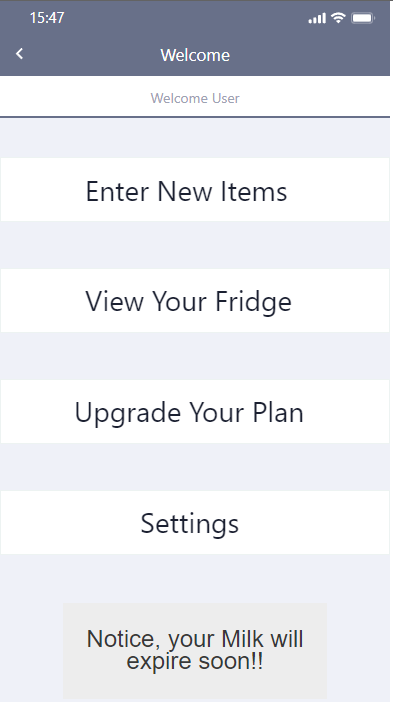 15:47
Welcome
Welcome User
Enter New Items
View Your Fridge
Upgrade Your Plan
Settings
Notice, your Milk will
expire soon!!